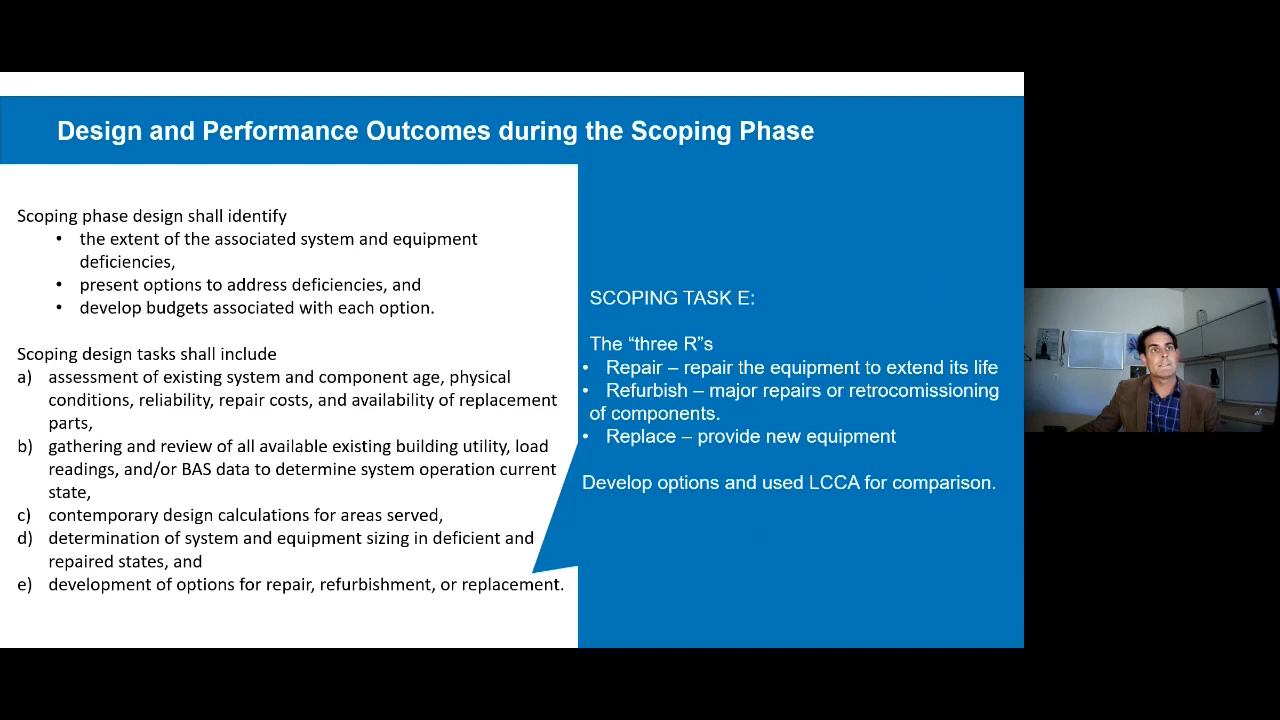 Design and Performance Outcomes during the Scoping Phase
Scoping phase design shall identify
• the extent of the associated system and equipment
deficiencies,
• present options to address deficiencies, and
• develop budgets associated with each option.
Scoping design tasks shall include
a) assessment of existing system and component age, physical
conditions, reliability, repair costs, and availability of replacement
parts,
b) gathering and review of all available existing building utility, load
readings, and/or BAS data to determine system operation current
state,
c) contemporary design calculations for areas served,
d) determination of system and equipment sizing in deficient and
repaired states, and
e) development of options for repair, refurbishment, or replacement.
SCOPING TASK E:
The “three R”s
• Repair – repair the equipment to extend its life
• Refurbish – major repairs or retrocomissioning
of components.
• Replace – provide new equipment
Develop options and used LCCA for comparison.